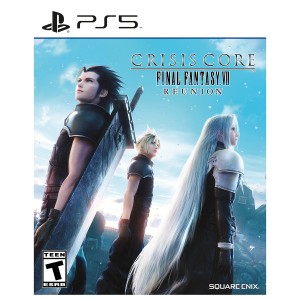 PS5
CRISIS CORE
FINAL FANTASY VII
REUNION
TEEN
T
ESRB
SQUARE ENIX